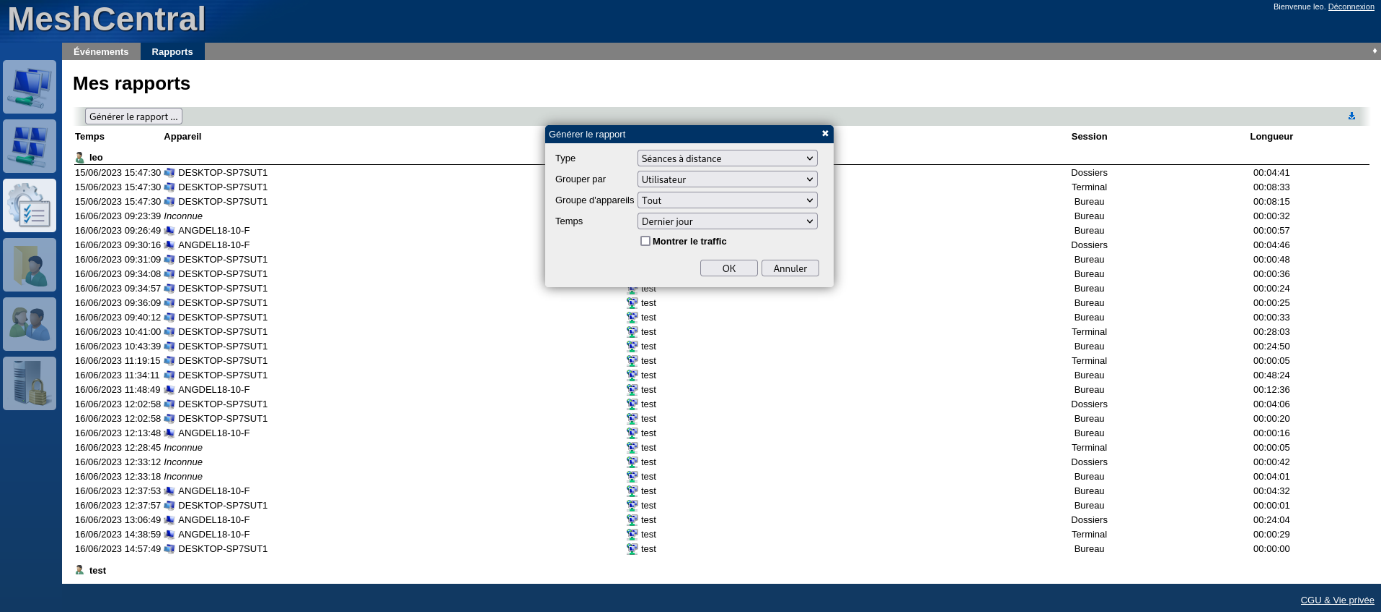 MeshCentral
Bienvenue leo. Déconnexion
Événements Rapports
Mes rapports
Générer le rapport ...
Temps Appareil Session Longueur
leo
Générer le rapport
Type Séances à distance
Grouper par Utilisateur
Groupe d'appareils Tout
Temps Dernier jour
Montrer le traffic
OK Annuler
15/06/2023 15:47:30 DESKTOP-SP7SUT1 Dossiers 00:04:41
15/06/2023 15:47:30 DESKTOP-SP7SUT1 Terminal 00:08:33
15/06/2023 15:47:30 DESKTOP-SP7SUT1 Bureau 00:08:15
16/06/2023 09:23:39 Inconnue Bureau 00:00:32
16/06/2023 09:26:49 ANGDEL18-10-F Bureau 00:00:57
16/06/2023 09:30:16 ANGDEL18-10-F Dossiers 00:04:46
16/06/2023 09:31:09 DESKTOP-SP7SUT1 Bureau 00:00:48
16/06/2023 09:34:08 DESKTOP-SP7SUT1 Bureau 00:00:36
16/06/2023 09:34:57 DESKTOP-SP7SUT1 test Bureau 00:00:24
16/06/2023 09:36:09 DESKTOP-SP7SUT1 test Bureau 00:00:25
16/06/2023 09:40:12 DESKTOP-SP7SUT1 test Bureau 00:00:33
16/06/2023 10:41:00 DESKTOP-SP7SUT1 test Terminal 00:28:03
16/06/2023 10:43:39 DESKTOP-SP7SUT1 test Bureau 00:24:50
16/06/2023 11:19:15 DESKTOP-SP7SUT1 test Terminal 00:00:05
16/06/2023 11:34:11 DESKTOP-SP7SUT1 test Bureau 00:48:24
16/06/2023 11:48:49 ANGDEL18-10-F test Bureau 00:12:36
16/06/2023 12:02:58 DESKTOP-SP7SUT1 test Dossiers 00:04:06
16/06/2023 12:02:58 DESKTOP-SP7SUT1 test Bureau 00:00:20
16/06/2023 12:13:48 ANGDEL18-10-F test Bureau 00:00:16
16/06/2023 12:28:45 Inconnue test Terminal 00:00:05
16/06/2023 12:33:12 Inconnue test Dossiers 00:00:42
16/06/2023 12:33:18 Inconnue test Bureau 00:04:01
16/06/2023 12:37:53 ANGDEL18-10-F test Bureau 00:04:32
16/06/2023 12:37:57 DESKTOP-SP7SUT1 test Bureau 00:00:01
16/06/2023 13:06:49 ANGDEL18-10-F test Dossiers 00:24:04
16/06/2023 14:38:59 ANGDEL18-10-F test Terminal 00:00:29
16/06/2023 14:57:49 DESKTOP-SP7SUT1 test Bureau 00:00:00
test
CGU & Vie privée